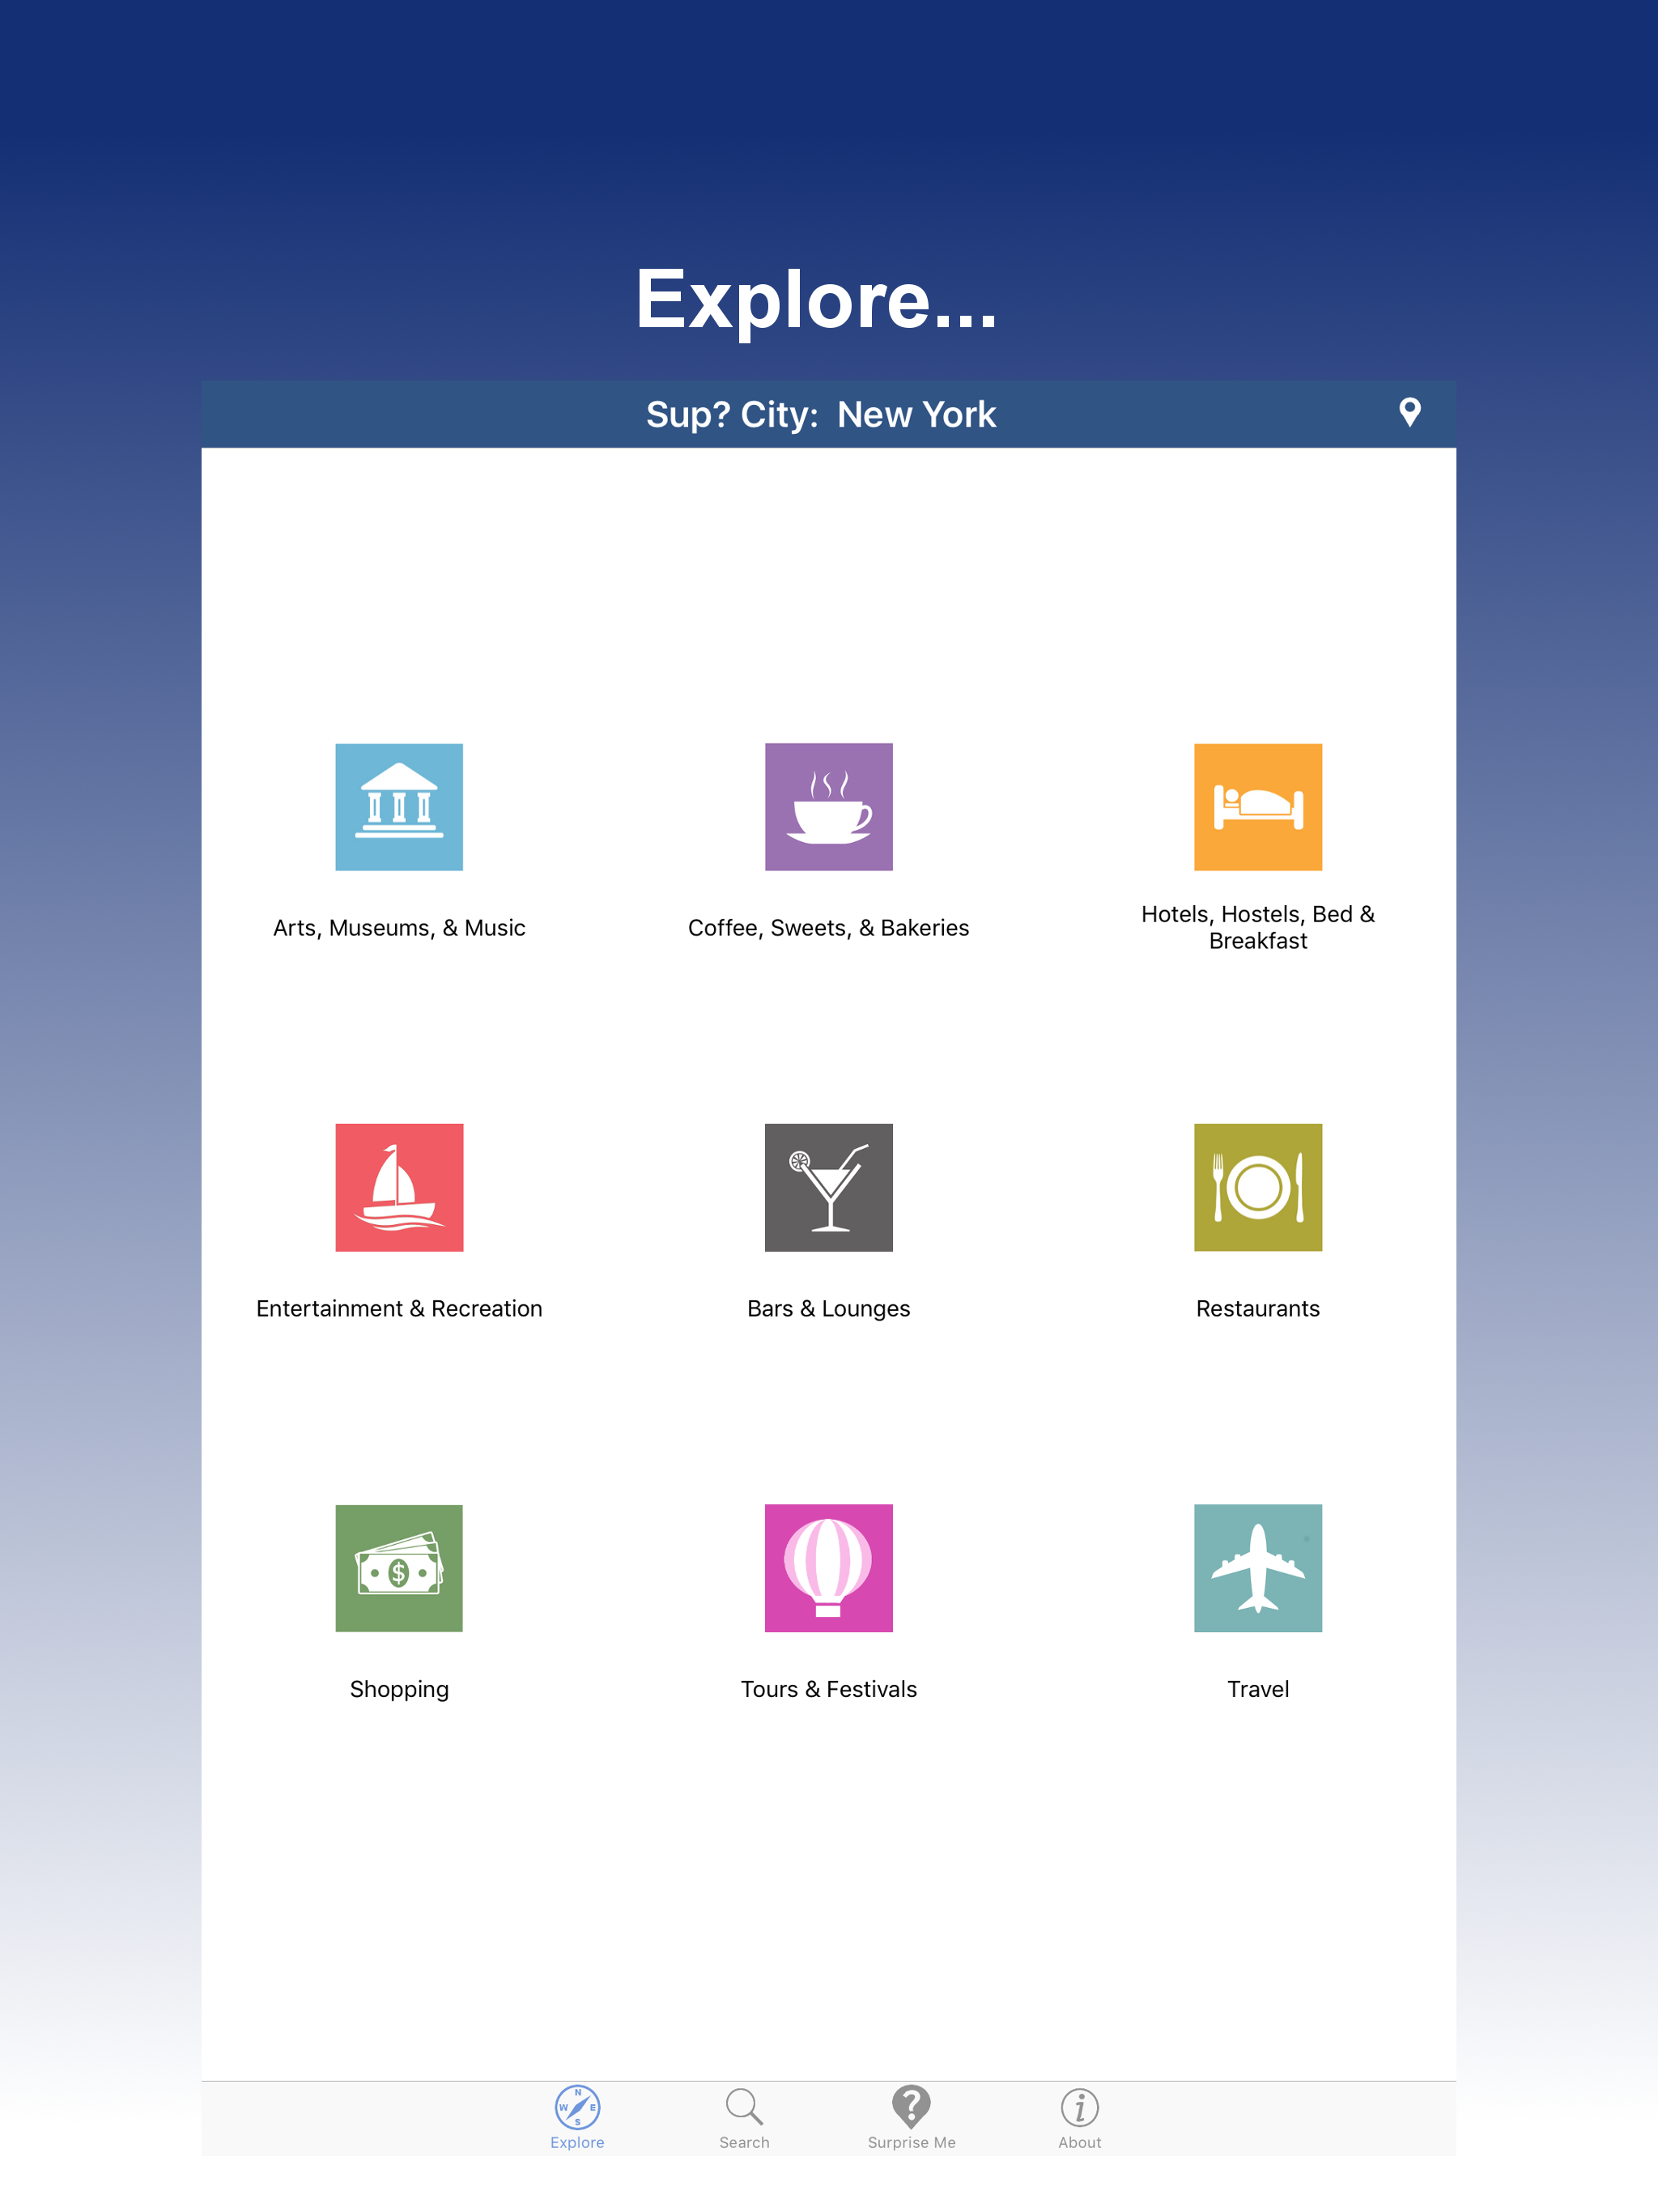 Explore...
Sup? City: New York
Arts, Museums, & Music
Coffee, Sweets, & Bakeries
Hotels, Hostels, Bed &
Breakfast
Entertainment & Recreation
Bars & Lounges
Restaurants
$
Shopping
Tours & Festivals
Travel
N
W E
S
Explore
Search
?
Surprise Me
i
About